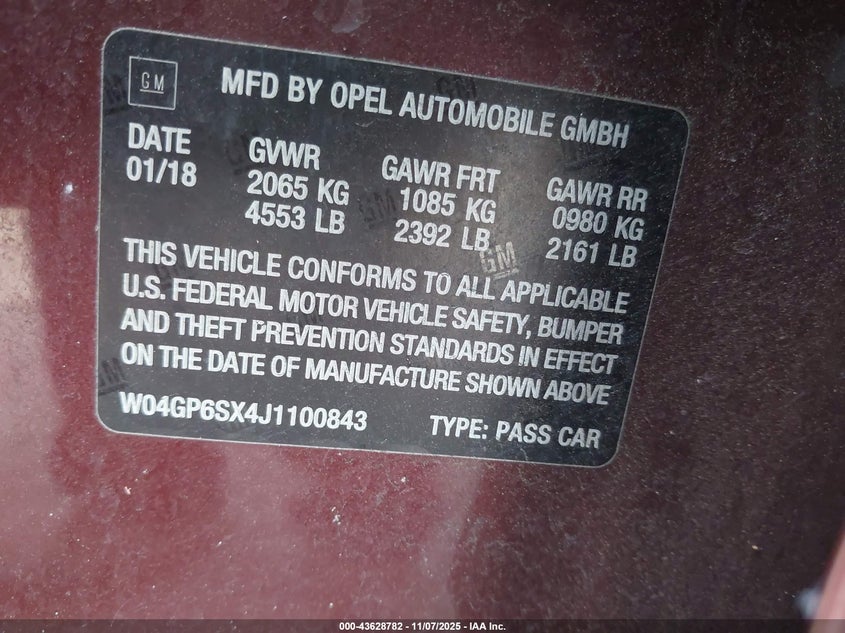 GM
MFD BY OPEL AUTOMOBILE GMBH
DATE GVWR GAWR FRT GAWR RR
01/18 2065 KG 1085 KG 0980 KG
4553 LB 2392 LB 2161 LB
GM
THIS VEHICLE CONFORMS TO ALL APPLICABLE
U.S. FEDERAL MOTOR VEHICLE SAFETY, BUMPER
AND THEFT PREVENTION STANDARDS IN EFFECT
ON THE DATE OF MANUFACTURE SHOWN ABOVE
W04GP6SX4J1100843 TYPE: PASS CAR
000-43628782 - 11/07/2025 - IAA Inc.